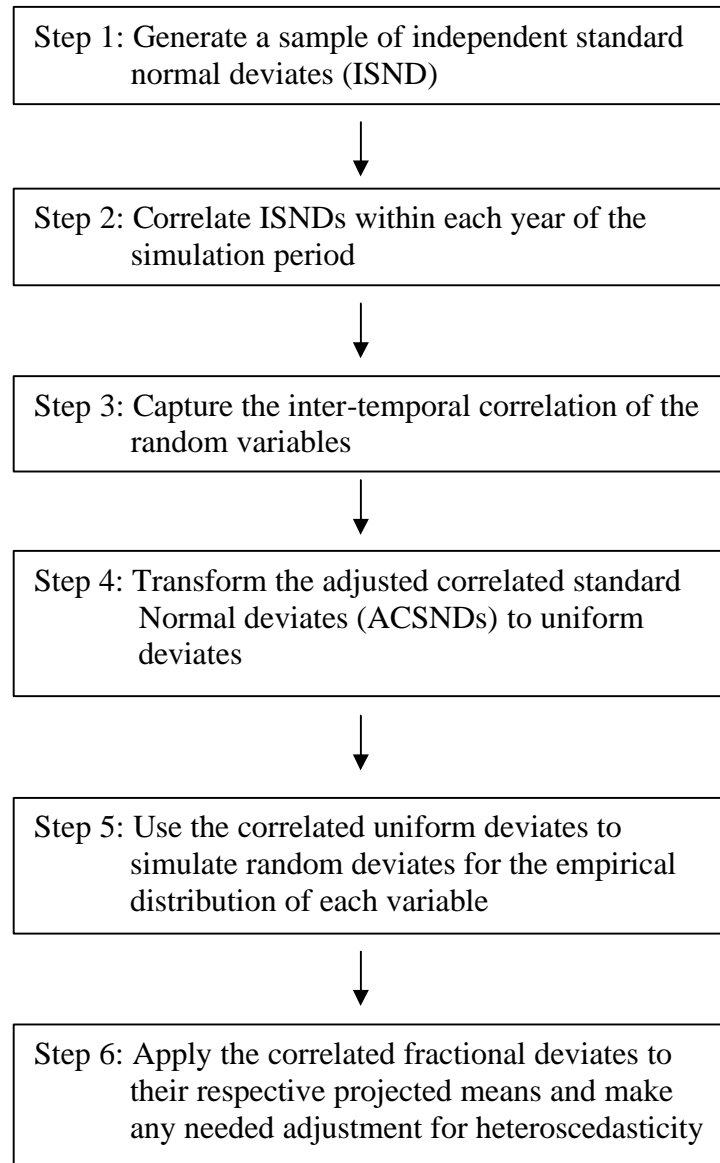 Step 1: Generate a sample of independent standard
normal deviates (ISND)
Step 2: Correlate ISNDs within each year of the
simulation period
Step 3: Capture the inter-temporal correlation of the
random variables
Step 4: Transform the adjusted correlated standard
Normal deviates (ACSNDs) to uniform
deviates
Step 5: Use the correlated uniform deviates to
simulate random deviates for the empirical
distribution of each variable
Step 6: Apply the correlated fractional deviates to
their respective projected means and make
any needed adjustment for heteroscedasticity